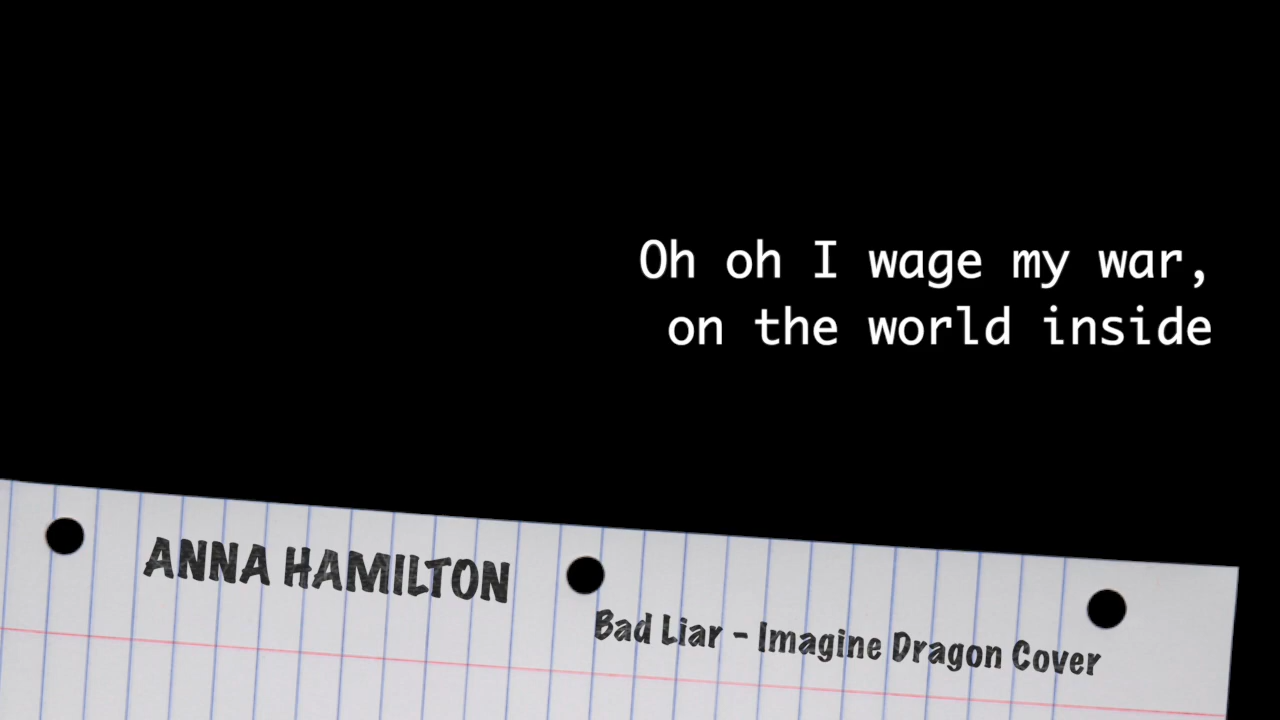 Oh oh I wage my war,
on the world inside
ANNA HAMILTON
Bad Liar - Imagine Dragon Cover